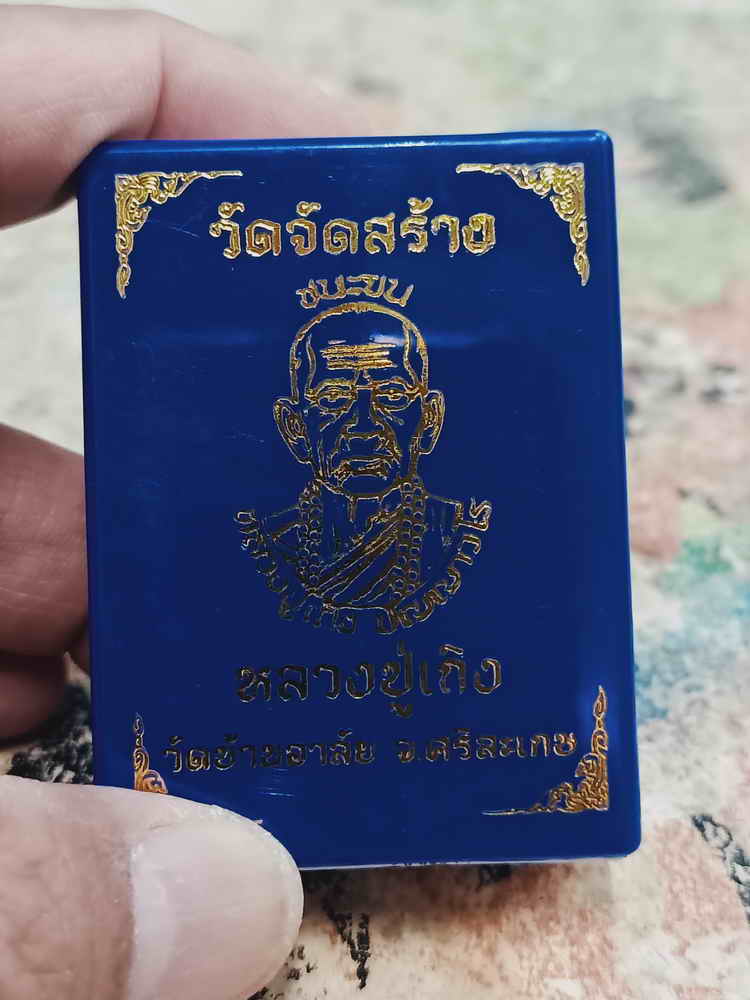 วัดจัดสร้าง
ชนะจน
หลวงปู่เกิง
วัดบ้านอาลัย จ.ศรีสะเกษ